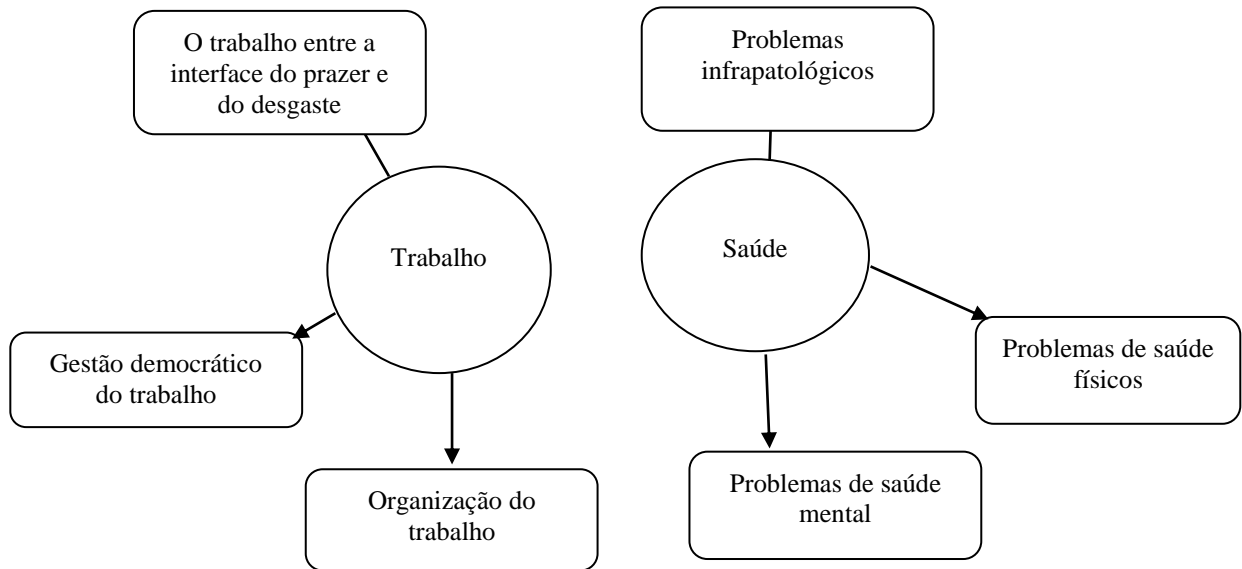 O trabalho entre a
interface do prazer e
do desgaste
Problemas
infrapatológicos
Trabalho
Saúde
Gestão democrático
do trabalho
Problemas de saúde
físicos
Organização do
trabalho
Problemas de saúde
mental